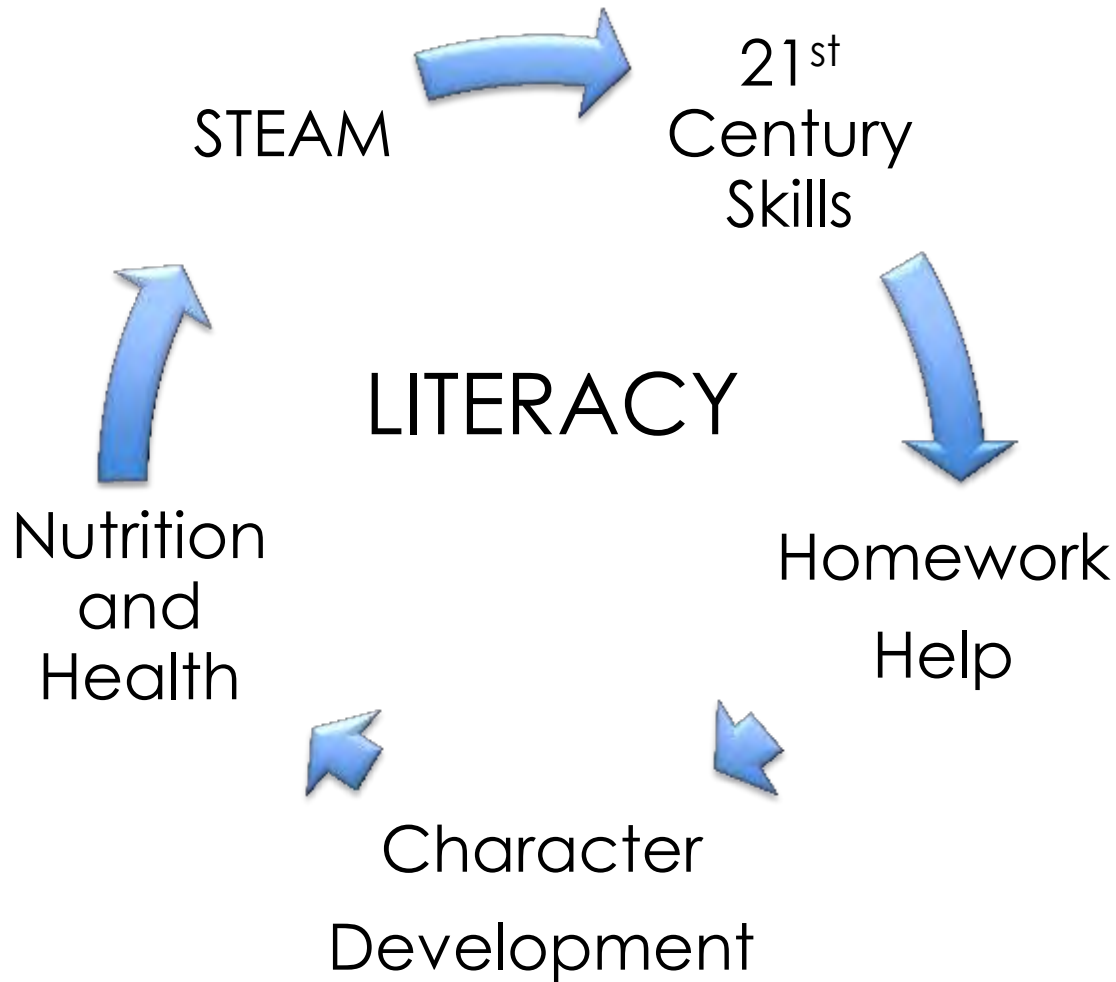 STEAM
21st
Century
Skills
LITERACY
Nutrition
and
Health
Homework
Help
Character
Development